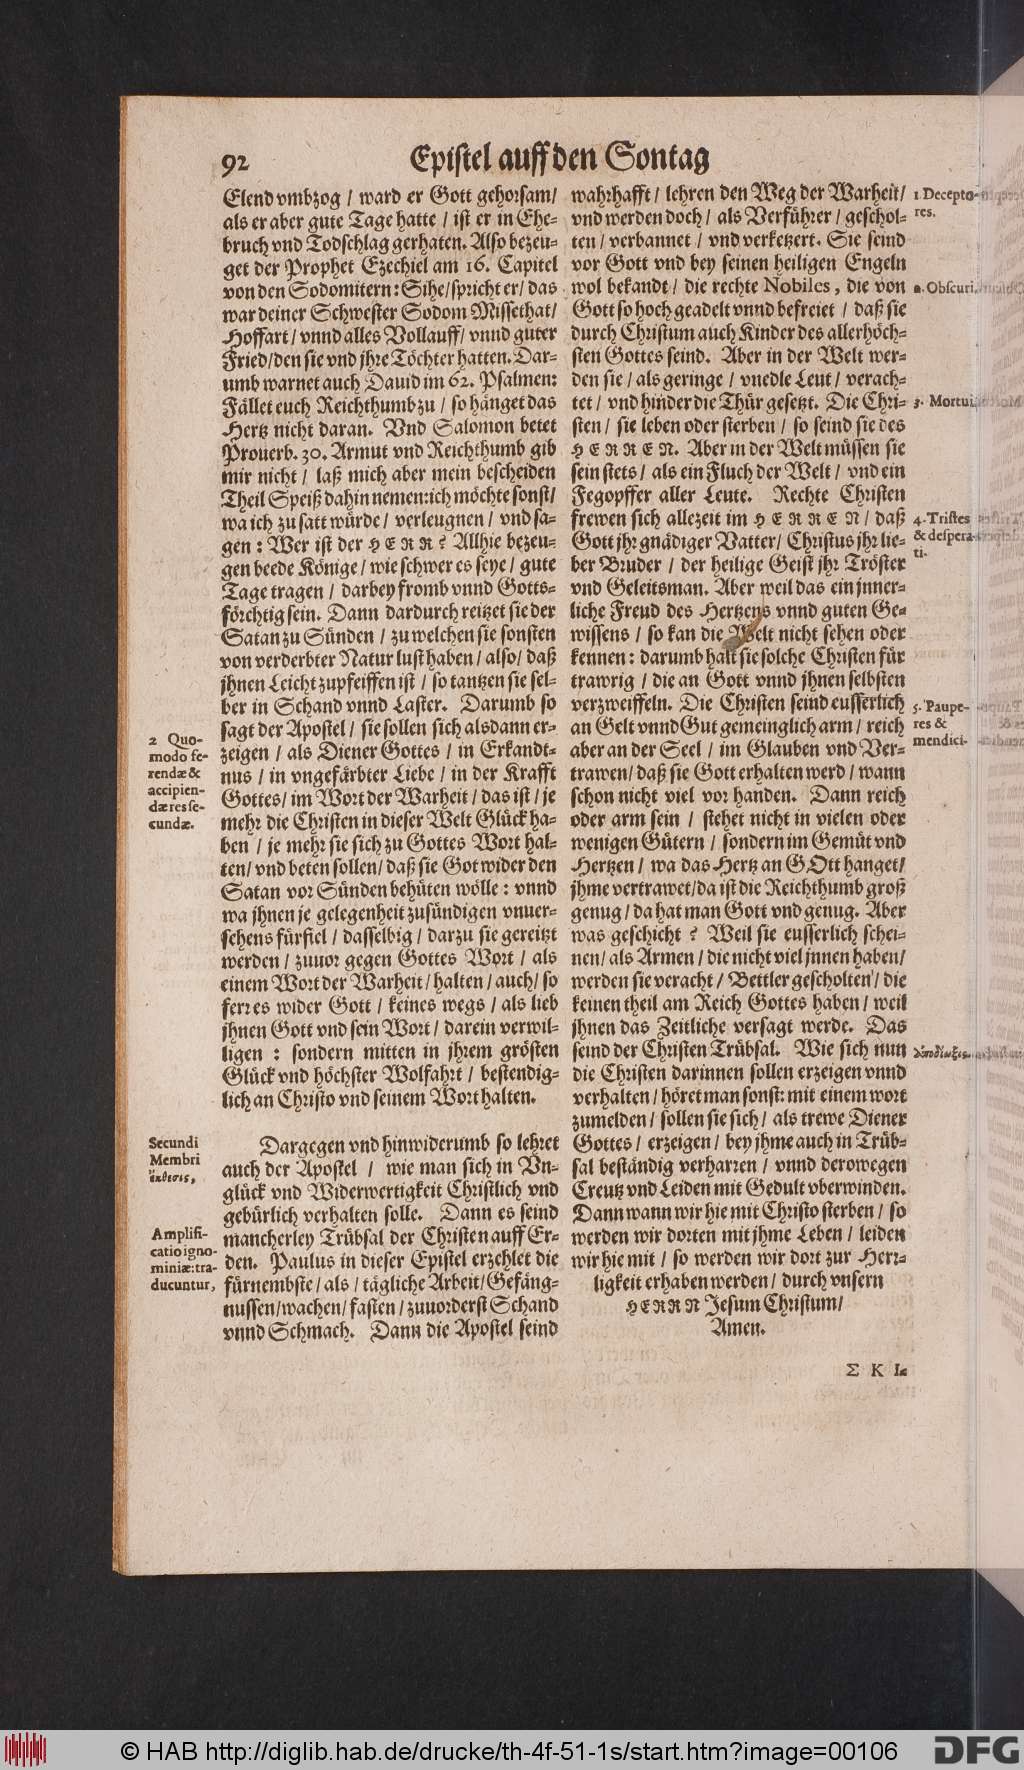 92
Epistel auff den Sontag
Elend vmbzog / ward er Gott gehorsam/
als er aber gute Tage hatte / ist er in Ehe-
bruch vnd Todschlag gerhaten. Also bezeu-
get der Prophet Ezechiel am 16. Capitel
von den Sodomitern: Sihe/ spricht er/ das
war deiner Schwester Sodom Missethat/
Hoffart/ vnnd alles Vollauff/ vnnd guter
Fried/ den sie vnd jhre Töchter hatten. Dar-
umb warnet auch Dauid im 62. Psalmen:
Fället euch Reichthumb zu / so hänget das
Hertz nicht daran. Vnd Salomon betet
Prouerb. 30. Armut vnd Reichthumb gib
mir nicht / laß mich aber mein bescheiden
Theil Speiß dahin nemen: ich möchte sonst/
wa ich zu satt würde / verleugnen / vnd sa-
gen : Wer ist der HERR? Allhie bezeu-
gen beede Könige / wie schwer es seye / gute
Tage tragen / darbey fromb vnnd Gotts-
förchtig sein. Dann dardurch reitzet sie der
Satan zu Sünden / zu welchen sie sonsten
von verderbter Natur lust haben / also / daß
jhnen Leicht zupfeiffen ist / so tantzen sie sel-
ber in Schand vnnd Laster. Darumb so
sagt der Apostel / sie sollen sich alsdann er-
zeigen / als Diener Gottes / in Erkandt-
nus / in vngefärbter Liebe / in der Krafft
Gottes/ im Wort der Warheit / das ist / je
mehr die Christen in dieser Welt Glück ha-
ben / je mehr sie sich zu Gottes Wort hal-
ten/ vnd beten sollen/ daß sie Got wider den
Satan vor Sünden behüten wölle : vnnd
wa jhnen je gelegenheit zusündigen vnuer-
sehens fürfiel / dasselbig / darzu sie gereitzt
werden / zuuor gegen Gottes Wort / als
einem Wort der Warheit / halten / auch / so
ferr es wider Gott / keines wegs / als lieb
jhnen Gott vnd sein Wort / darein verwil-
ligen : sondern mitten in jhrem grösten
Glück vnd höchster Wolfahrt / bestendig-
lich an Christo vnd seinem Wort halten.
Dargegen vnd hinwiderumb so lehret
auch der Apostel / wie man sich in Vn-
glück vnd Widerwertigkeit Christlich vnd
gebürlich verhalten solle. Dann es seind
mancherley Trübsal der Christen auff Er-
den. Paulus in dieser Epistel erzehlet die
fürnembste / als / tägliche Arbeit / Gefäng-
nussen/ wachen/ fasten / zuuorderst Schand
vnnd Schmach. Dann die Apostel seind
2 Quo-
modo fe-
rendæ &
accipien-
dæ res se-
cundæ.
Secundi
Membri
ἔκθεσις,
Amplifi-
catio igno-
miniæ: tra-
ducuntur,
wahrhafft / lehren den Weg der Warheit/
vnd werden doch / als Verführer / geschol-
ten / verbannet / vnd verketzert. Sie seind
vor Gott vnd bey seinen heiligen Engeln
wol bekandt / die rechte Nobiles, die von
Gott so hoch geadelt vnnd befreiet / daß sie
durch Christum auch Kinder des allerhöch-
sten Gottes seind. Aber in der Welt wer-
den sie / als geringe / vnedle Leut / verach-
tet / vnd hinder die Thür gesetzt. Die Chri-
sten / sie leben oder sterben / so seind sie des
HERREN. Aber in der Welt müssen sie
sein stets / als ein Fluch der Welt / vnd ein
Fegopffer aller Leute. Rechte Christen
frewen sich allezeit im HERREN / daß
Gott jhr gnädiger Vatter/ Christus jhr lie-
ber Bruder / der heilige Geist jhr Tröster
vnd Geleitsman. Aber weil das ein jnner-
liche Freud des Hertzens vnnd guten Ge-
wissens / so kan die Welt nicht sehen oder
kennen : darumb halt sie solche Christen für
trawrig / die an Gott vnnd jhnen selbsten
verzweiffeln. Die Christen seind eusserlich
an Gelt vnnd Gut gemeinglich arm / reich
aber an der Seel / im Glauben vnd Ver-
trawen/ daß sie Gott erhalten werd / wann
schon nicht viel vor handen. Dann reich
oder arm sein / stehet nicht in vielen oder
wenigen Gütern / sondern im Gemüt vnd
Hertzen / wa das Hertz an GOtt hanget/
jhme vertrawet/ da ist die Reichthumb groß
genug / da hat man Gott vnd genug. Aber
was geschicht ? Weil sie eusserlich schei-
nen/ als Armen / die nicht viel jnnen haben/
werden sie veracht / Bettler gescholten / die
keinen theil am Reich Gottes haben / weil
jhnen das Zeitliche versagt werde. Das
seind der Christen Trübsal. Wie sich nun
die Christen darinnen sollen erzeigen vnnd
verhalten / höret man sonst: mit einem wort
zumelden / sollen sie sich / als trewe Diener
Gottes / erzeigen / bey jhme auch in Trüb-
sal beständig verharren / vnnd derowegen
Creutz vnd Leiden mit Gedult vberwinden.
Dann wann wir hie mit Christo sterben / so
werden wir dorten mit jhme Leben / leiden
wir hie mit / so werden wir dort zur Herr-
ligkeit erhaben werden / durch vnsern
HERRN Jesum Christum/
Amen.
1 Decepto-
res.
2. Obscuri.
3. Mortui.
4. Tristes
& despera-
ti.
5. Paupe-
res &
mendici.
Σ Κ Ι-
© HAB http://diglib.hab.de/drucke/th-4f-51-1s/start.htm?image=00106
DFG